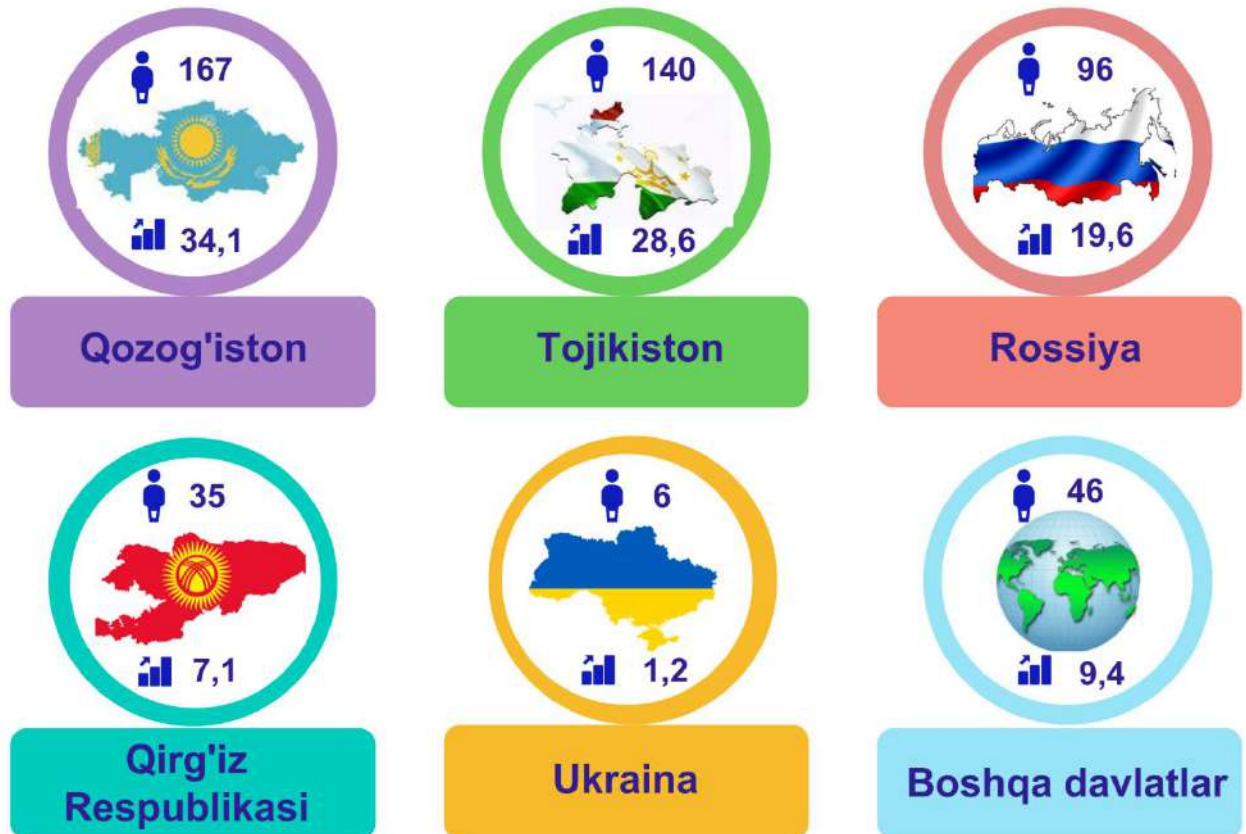 167
34,1
Qozog'iston
140
28,6
Tojikiston
96
19,6
Rossiya
35
7,1
Qirg'iz
Respublikasi
6
1,2
Ukraina
46
9,4
Boshqa davlatlar